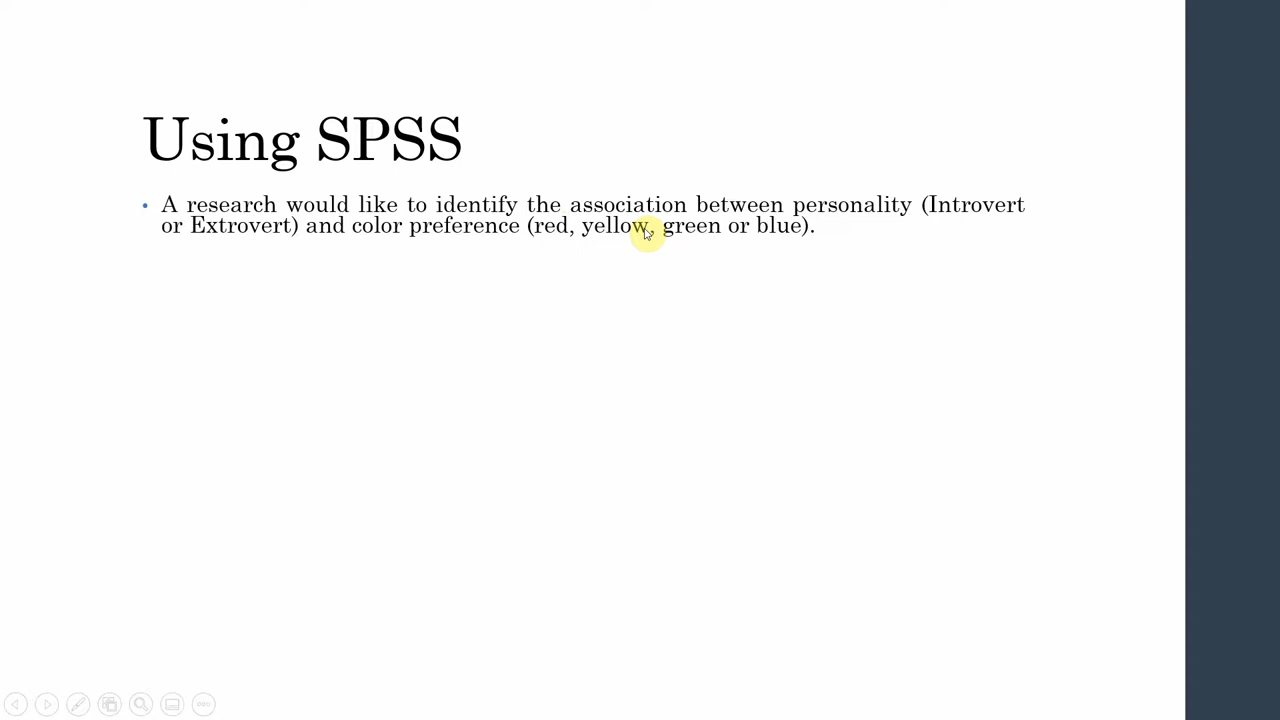 Using SPSS
• A research would like to identify the association between personality (Introvert
or Extrovert) and color preference (red, yellow, green or blue).